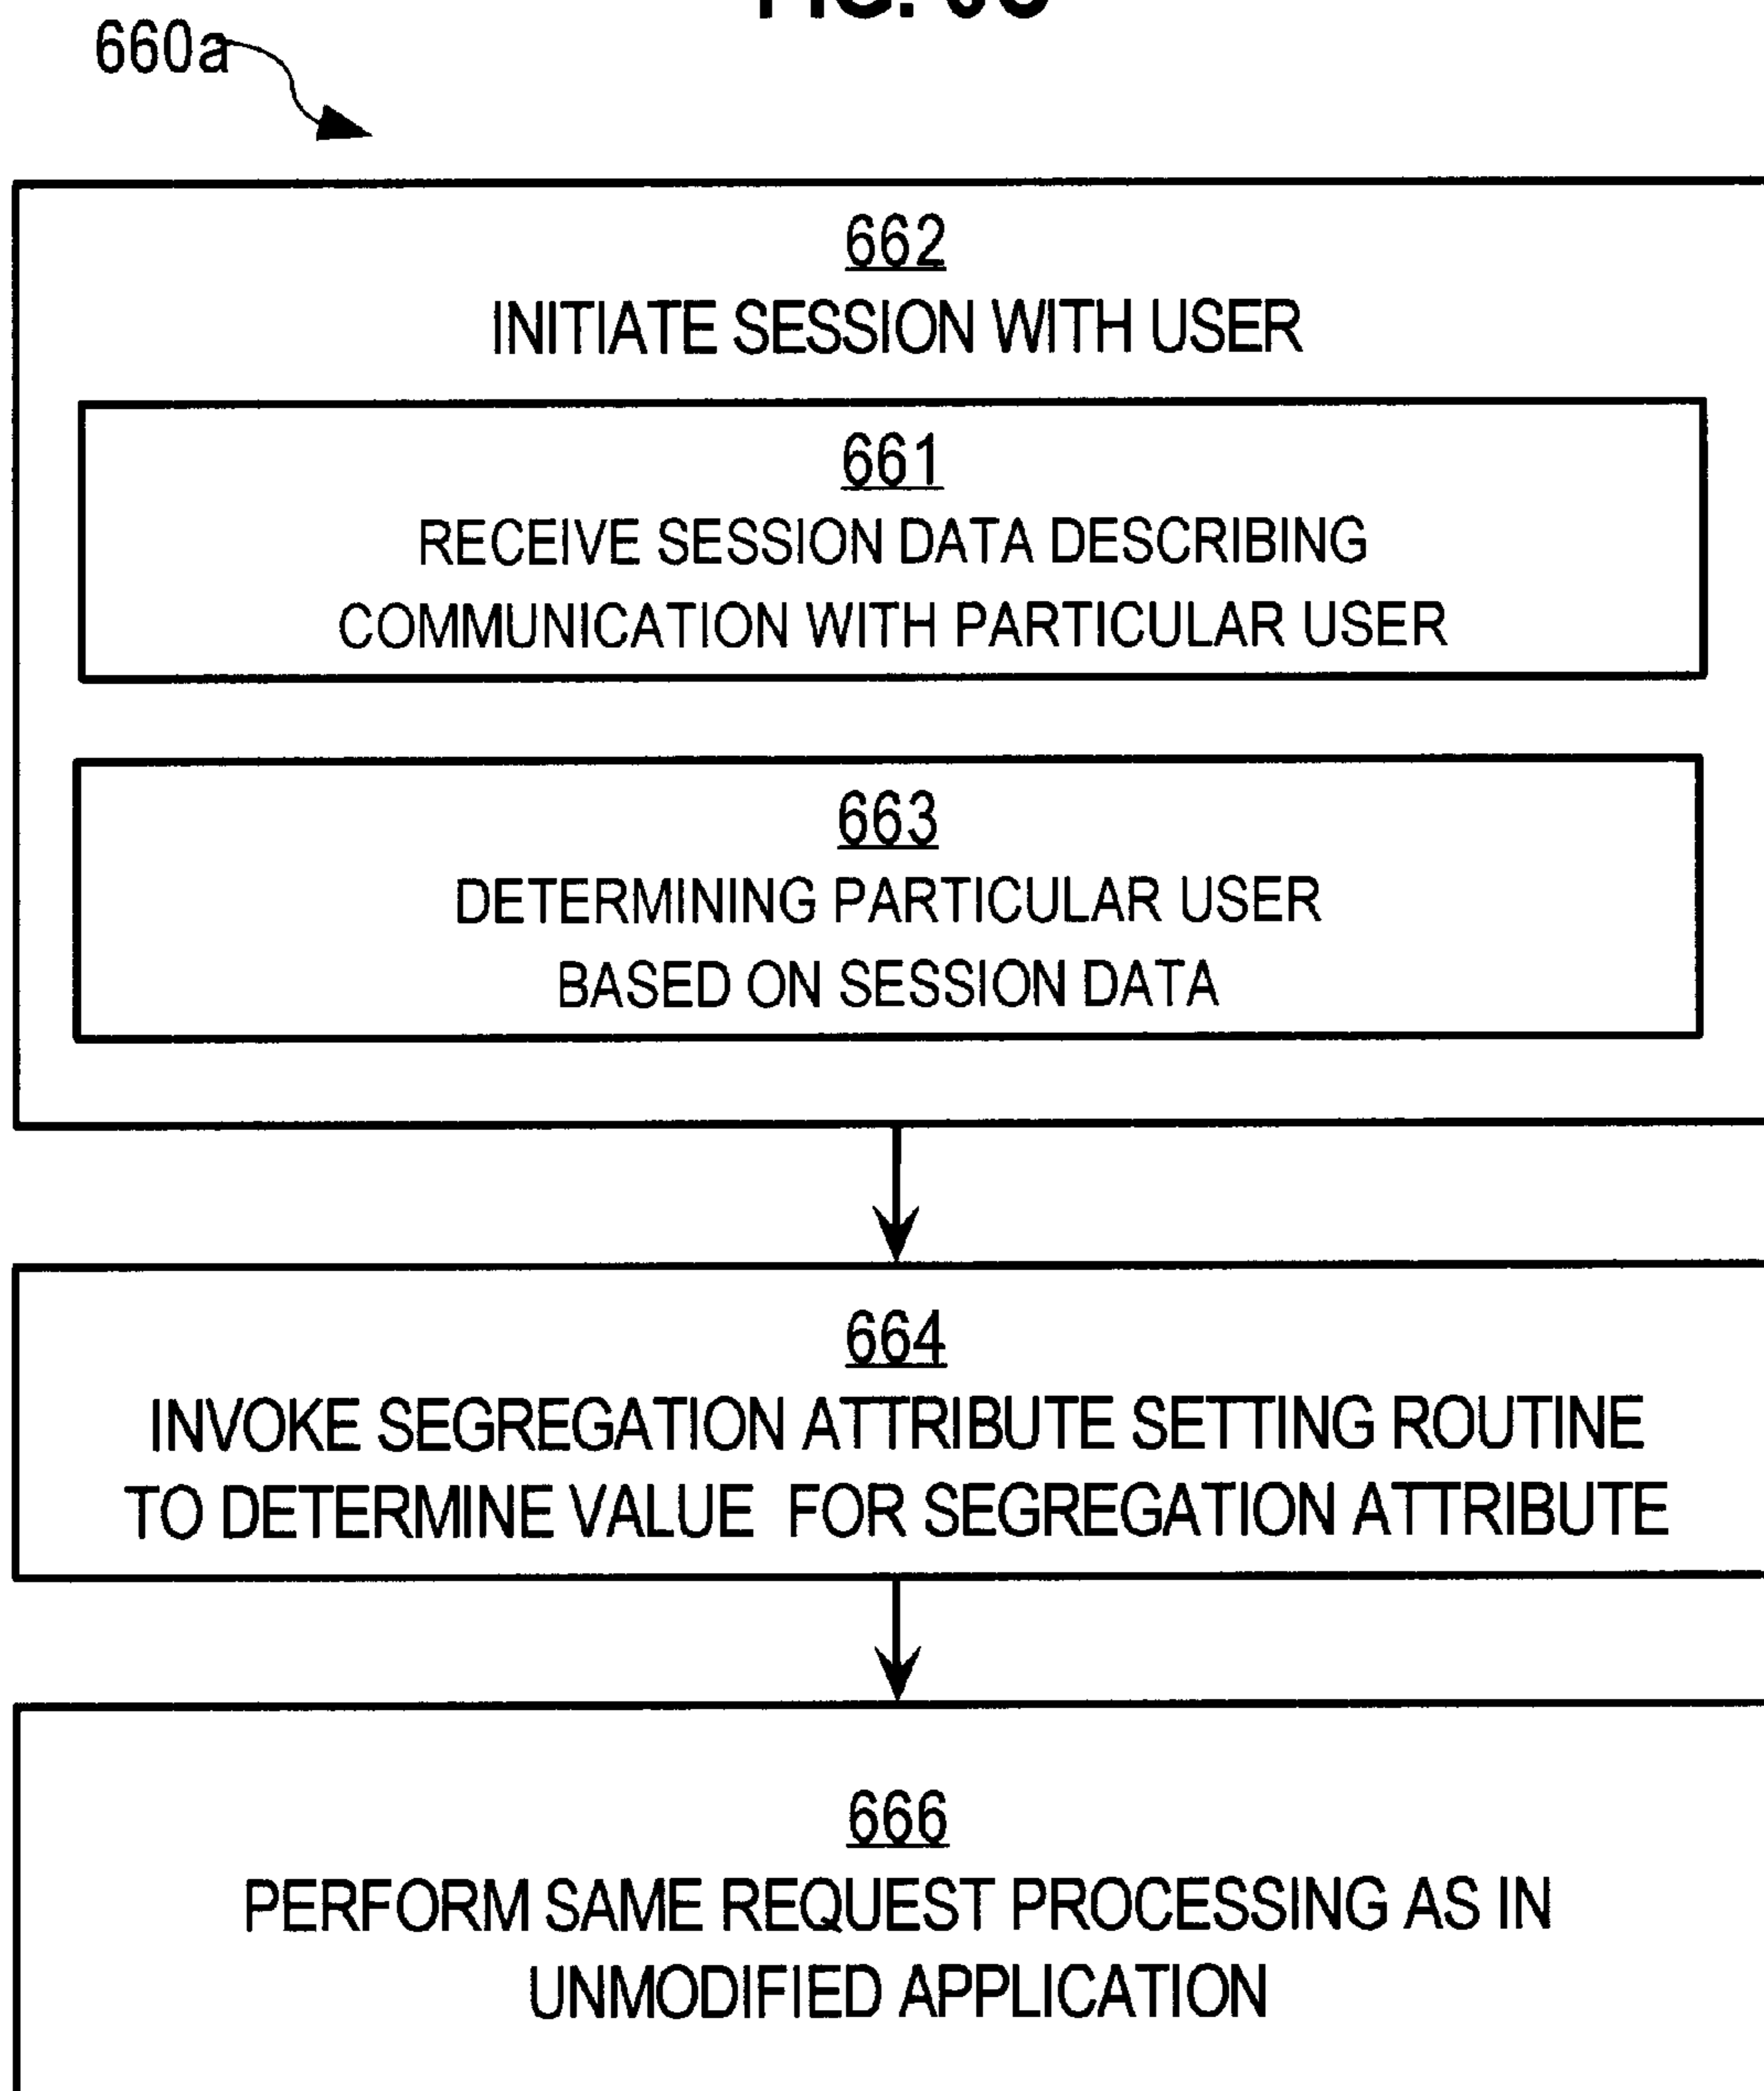 FIG.
660a
662
INITIATE SESSION WITH USER
661
RECEIVE SESSION DATA DESCRIBING
COMMUNICATION WITH PARTICULAR USER
663
DETERMINING PARTICULAR USER
BASED ON SESSION DATA
664
INVOKE SEGREGATION ATTRIBUTE SETTING ROUTINE
TO DETERMINE VALUE FOR SEGREGATION ATTRIBUTE
666
PERFORM SAME REQUEST PROCESSING AS IN
UNMODIFIED APPLICATION